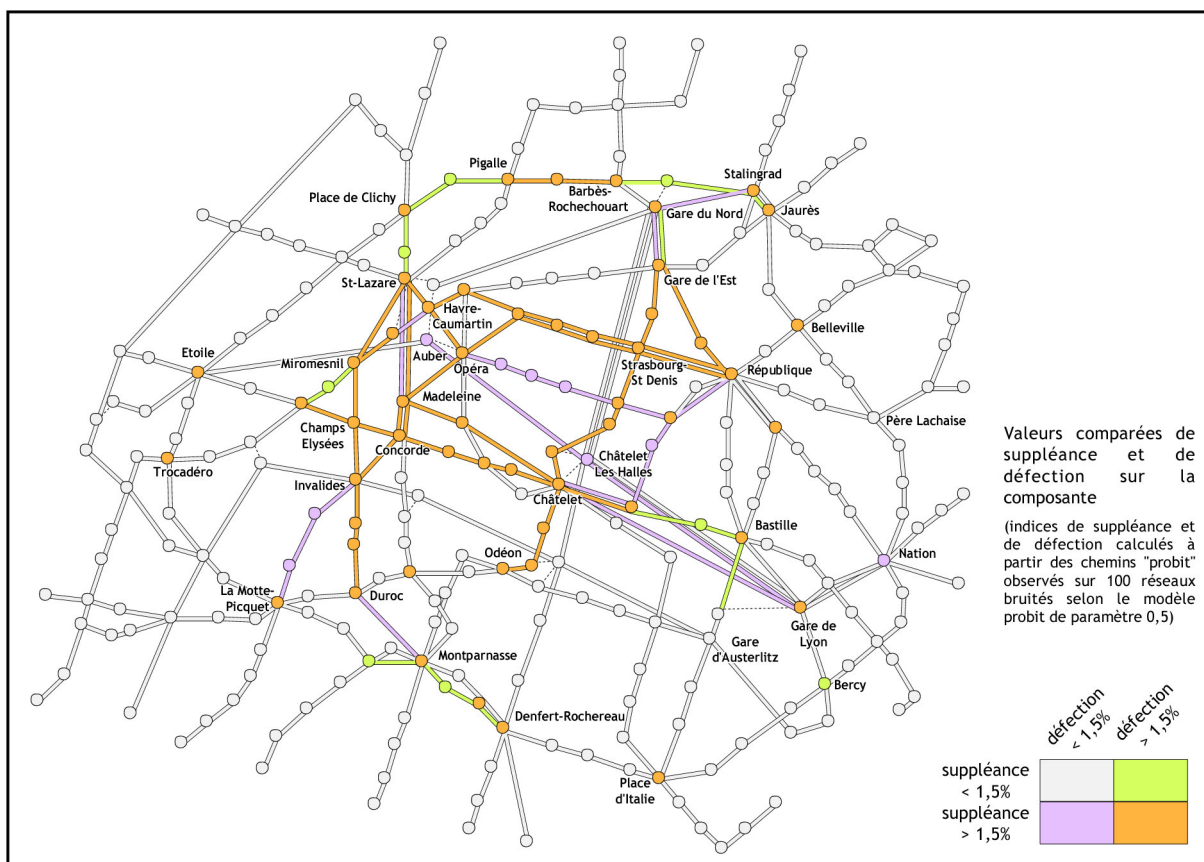 Pigalle
Stalingrad
Place de Clichy
Barbès-
Rochechouart
Gare du Nord
Jaurès
St-Lazare
Gare de l'Est
Havre-
Caumartin
Belleville
Etoile
Miromesnil
Auber
Opéra
Strasbourg-
St Denis
République
Madeleine
Champs
Elysées
Père Lachaise
Concorde
Trocadéro
Châtelet
Les Halles
Invalides
Châtelet
Bastille
Odéon
Nation
La Motte-
Picquet
Duroc
Gare de
Lyon
Gare
d'Austerlitz
Montparnasse
Bercy
Denfert-Rochereau
Place
d'Italie
Valeurs comparées de
suppléance et de
défection sur la
composante
(indices de suppléance et
de défection calculés à
partir des chemins "probit"
observés sur 100 réseaux
bruités selon le modèle
probit de paramètre 0,5)
défection
< 1,5%
défection
> 1,5%
suppléance
< 1,5%
suppléance
> 1,5%